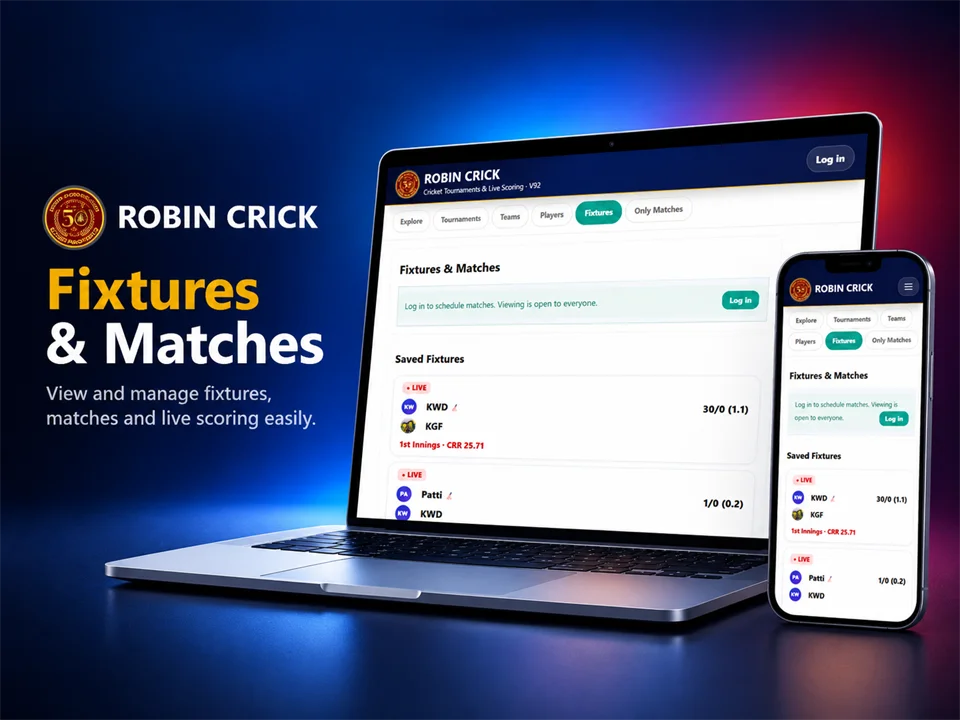 ROBIN CRICK
Fixtures
& Matches
View and manage fixtures,
matches and live scoring easily.
ROBIN CRICK
Cricket Tournaments & Live Scoring - V92
Log in
Explore
Tournaments
Teams
Players
Fixtures
Only Matches
Fixtures & Matches
Log in to schedule matches. Viewing is open to everyone.
Log in
Saved Fixtures
• LIVE
KW KWD
30/0 (1.1)
KGF
1st Innings · CRR 25.71
• LIVE
PA Patti
1/0 (0.2)
KW KWD
ROBIN CRICK
Explore
Tournaments
Teams
Players
Fixtures
Only Matches
Fixtures & Matches
Log in to schedule matches. Viewing is
open to everyone.
Log in
Saved Fixtures
• LIVE
KW KWD
30/0 (1.1)
KGF
1st Innings · CRR 25.71
• LIVE
PA Patti
1/0 (0.2)
KW KWD